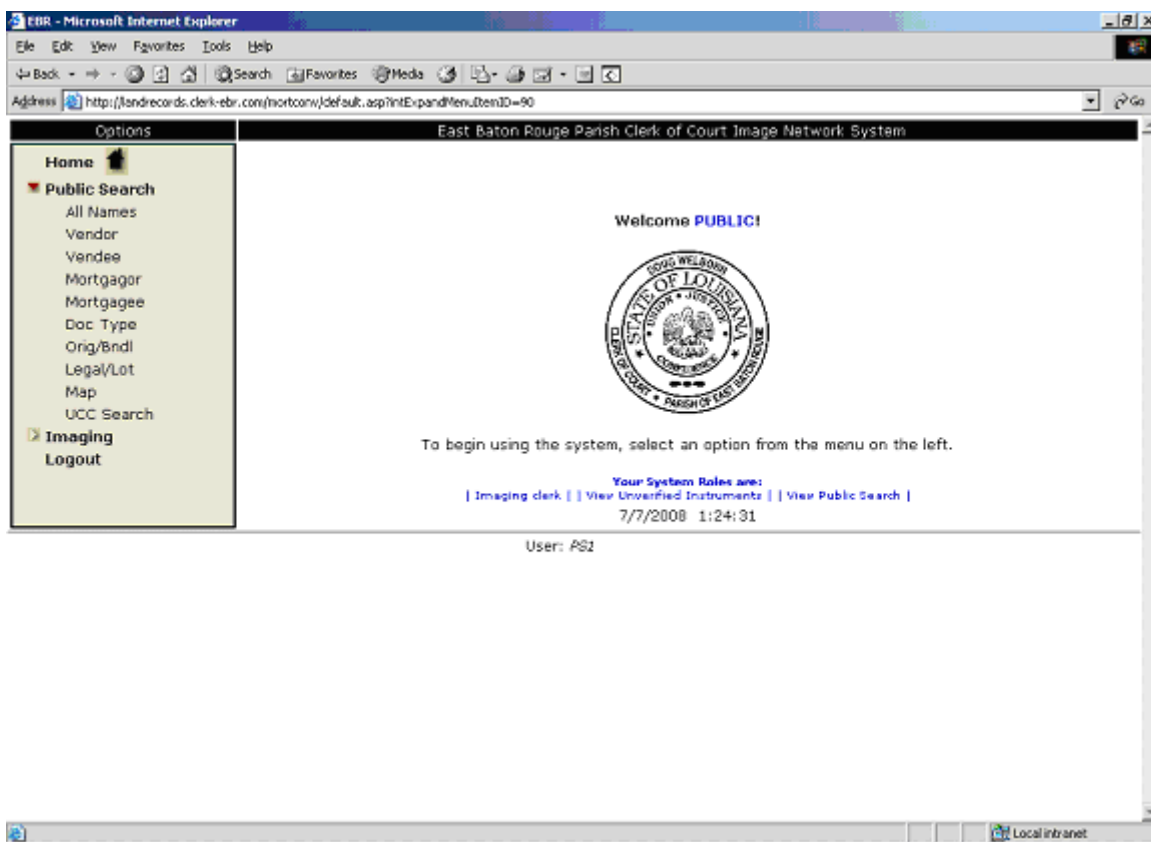 EBR - Microsoft Internet Explorer
File Edit View Favorites Tools Help
Back Search Favorites Media
Address http://landrecords.clerk-ebr.com/mortconv/default.asp?intExpandMenuItemID=90 Go
Options
East Baton Rouge Parish Clerk of Court Image Network System
Home
Public Search
All Names
Vendor
Vendee
Mortgagor
Mortgagee
Doc Type
Orig/Bndl
Legal/Lot
Map
UCC Search
Imaging
Logout
Welcome PUBLIC!
DOUG WELBORN
STATE OF LOUISIANA
UNION JUSTICE
CONFIDENCE
CLERK OF COURT PARISH OF EAST BATON ROUGE
To begin using the system, select an option from the menu on the left.
Your System Roles are:
| Imaging clerk | | View Unverified Instruments | | View Public Search |
7/7/2008 1:24:31
User: PS1
Local intranet